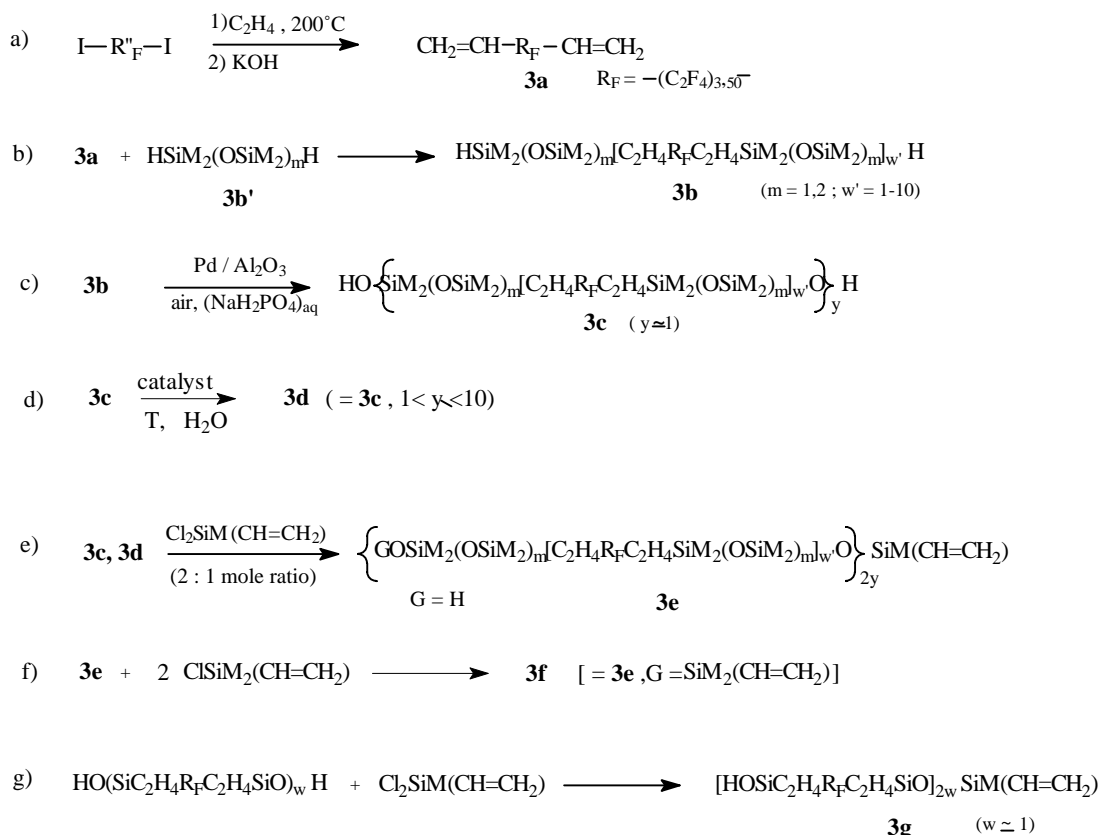 a) I—R"F—I 1)C2H4 , 200°C 2) KOH CH2=CH–RF–CH=CH2
3a RF = –(C2F4)3,50–
b) 3a + HSiM2(OSiM2)mH HSiM2(OSiM2)m[C2H4RFC2H4SiM2(OSiM2)m]w' H
3b' 3b (m = 1,2 ; w' = 1-10)
c) 3b Pd / Al2O3 air, (NaH2PO4)aq HO{SiM2(OSiM2)m[C2H4RFC2H4SiM2(OSiM2)m]w'O}y H
3c ( y≃1)
d) 3c catalyst T, H2O 3d ( = 3c , 1< y <10)
e) 3c, 3d Cl2SiM(CH=CH2) (2 : 1 mole ratio) {GOSiM2(OSiM2)m[C2H4RFC2H4SiM2(OSiM2)m]w'O}2y SiM(CH=CH2)
G = H 3e
f) 3e + 2 ClSiM2(CH=CH2) 3f [ = 3e ,G =SiM2(CH=CH2) ]
g) HO(SiC2H4RFC2H4SiO)w H + Cl2SiM(CH=CH2) [HOSiC2H4RFC2H4SiO]2w SiM(CH=CH2)
3g (w ≃ 1)